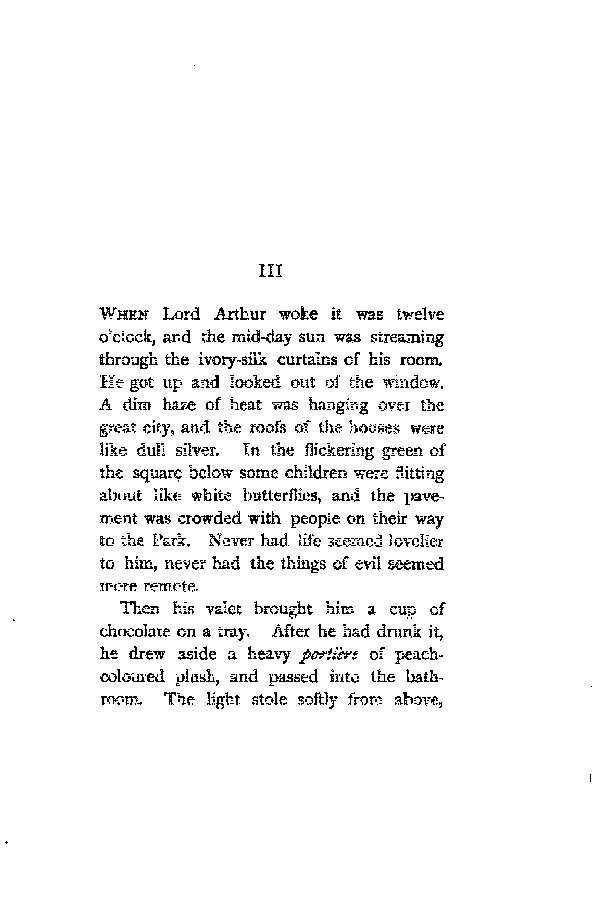 III
WHEN Lord Arthur woke it was twelve
o'clock, and the mid-day sun was streaming
through the ivory-silk curtains of his room.
He got up and looked out of the window.
A dim haze of heat was hanging over the
great city, and the roofs of the houses were
like dull silver. In the flickering green of
the square below some children were flitting
about like white butterflies, and the pave-
ment was crowded with people on their way
to the Park. Never had life seemed lovelier
to him, never had the things of evil seemed
more remote.
Then his valet brought him a cup of
chocolate on a tray. After he had drunk it,
he drew aside a heavy portière of peach-
coloured plush, and passed into the bath-
room. The light stole softly from above,